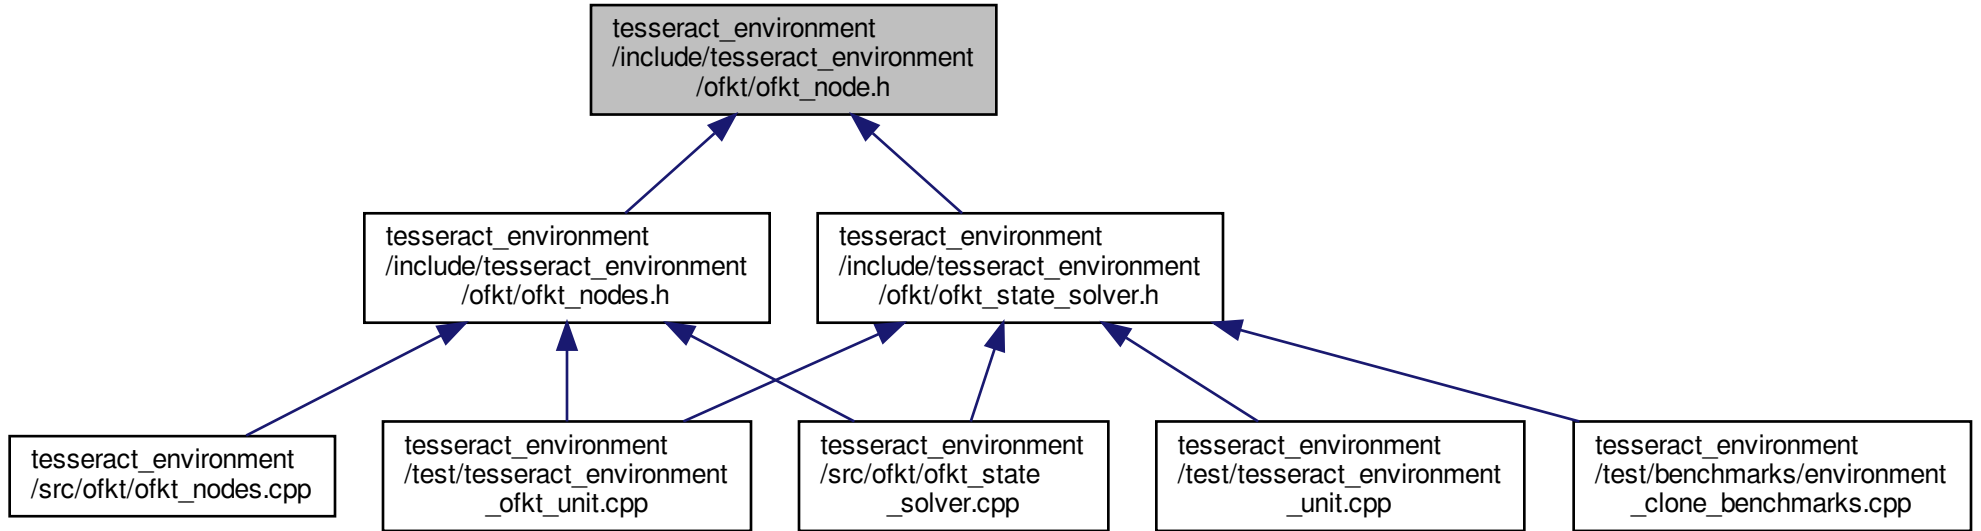 tesseract_environment
/include/tesseract_environment
/ofkt/ofkt_node.h
tesseract_environment
/include/tesseract_environment
/ofkt/ofkt_nodes.h
tesseract_environment
/include/tesseract_environment
/ofkt/ofkt_state_solver.h
tesseract_environment
/src/ofkt/ofkt_nodes.cpp
tesseract_environment
/test/tesseract_environment
_ofkt_unit.cpp
tesseract_environment
/src/ofkt/ofkt_state
_solver.cpp
tesseract_environment
/test/tesseract_environment
_unit.cpp
tesseract_environment
/test/benchmarks/environment
_clone_benchmarks.cpp